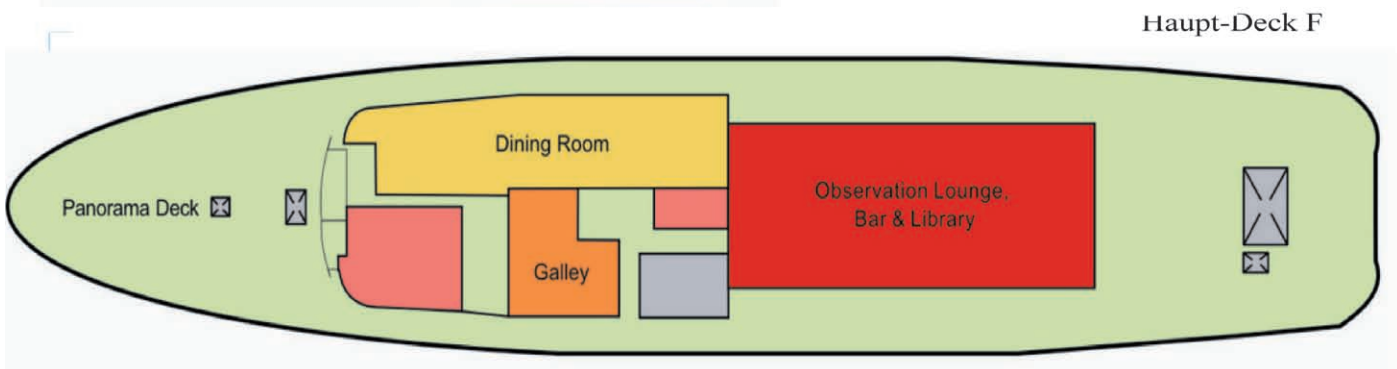 Haupt-Deck F
Dining Room
Panorama Deck
Observation Lounge,
Bar & Library
Galley